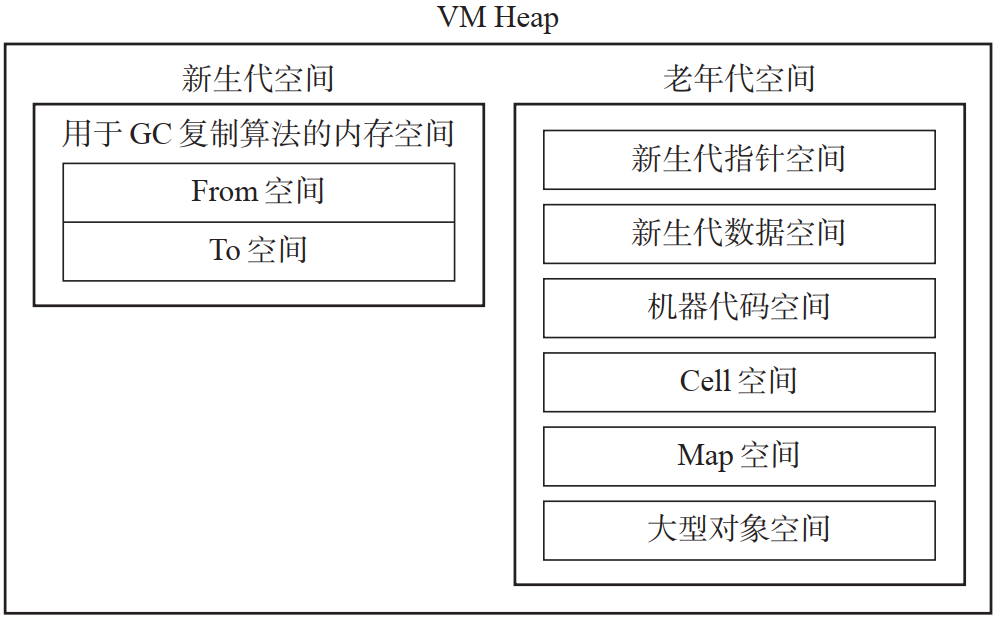 VM Heap
新生代空间
用于 GC 复制算法的内存空间
From 空间
To 空间
老年代空间
新生代指针空间
新生代数据空间
机器代码空间
Cell 空间
Map 空间
大型对象空间